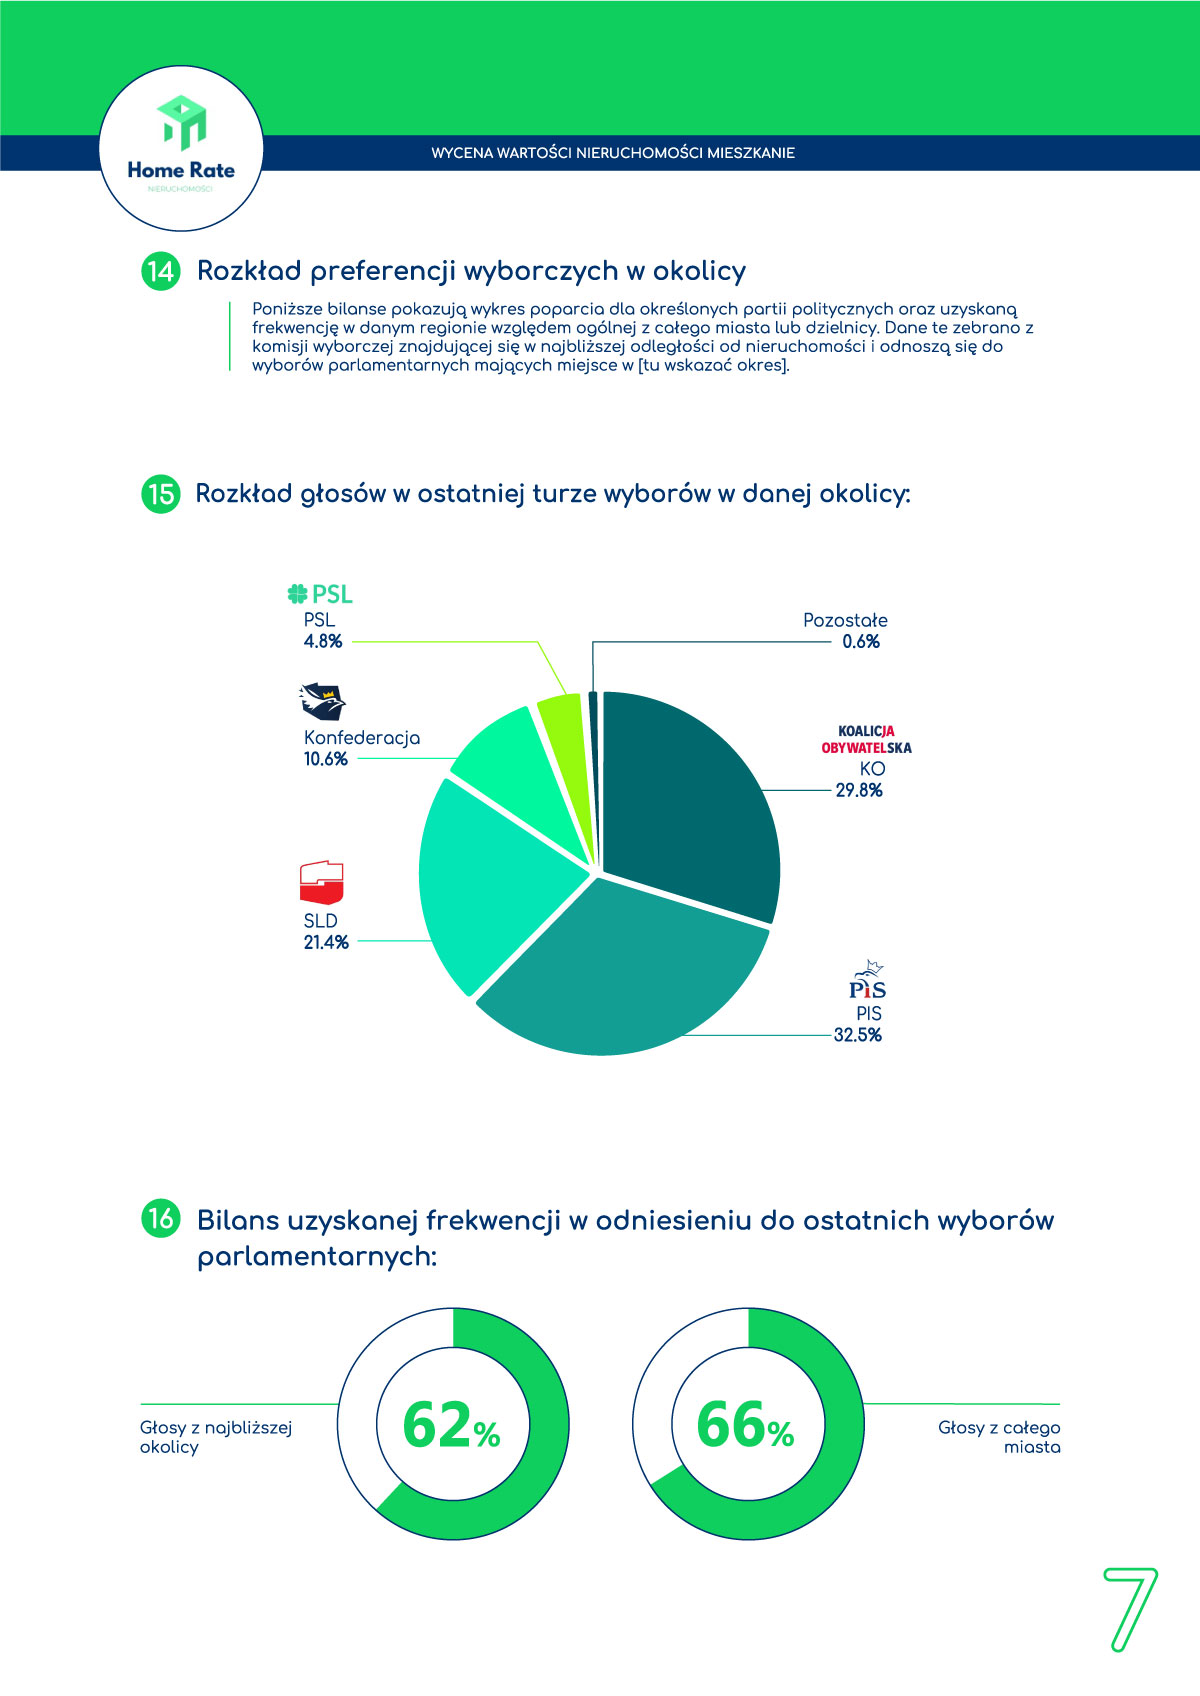 Home Rate
NIERUCHOMOŚCI
WYCENA WARTOŚCI NIERUCHOMOŚCI MIESZKANIE
14 Rozkład preferencji wyborczych w okolicy
Poniższe bilanse pokazują wykres poparcia dla określonych partii politycznych oraz uzyskaną
frekwencję w danym regionie względem ogólnej z całego miasta lub dzielnicy. Dane te zebrano z
komisji wyborczej znajdującej się w najbliższej odległości od nieruchomości i odnoszą się do
wyborów parlamentarnych mających miejsce w [tu wskazać okres].
15 Rozkład głosów w ostatniej turze wyborów w danej okolicy:
PSL
PSL
4.8%
Pozostałe
0.6%
Konfederacja
10.6%
KOALICJA
OBYWATELSKA
KO
29.8%
SLD
21.4%
PiS
PIS
32.5%
16 Bilans uzyskanej frekwencji w odniesieniu do ostatnich wyborów
parlamentarnych:
62%
66%
Głosy z najbliższej
okolicy
Głosy z całego
miasta
7